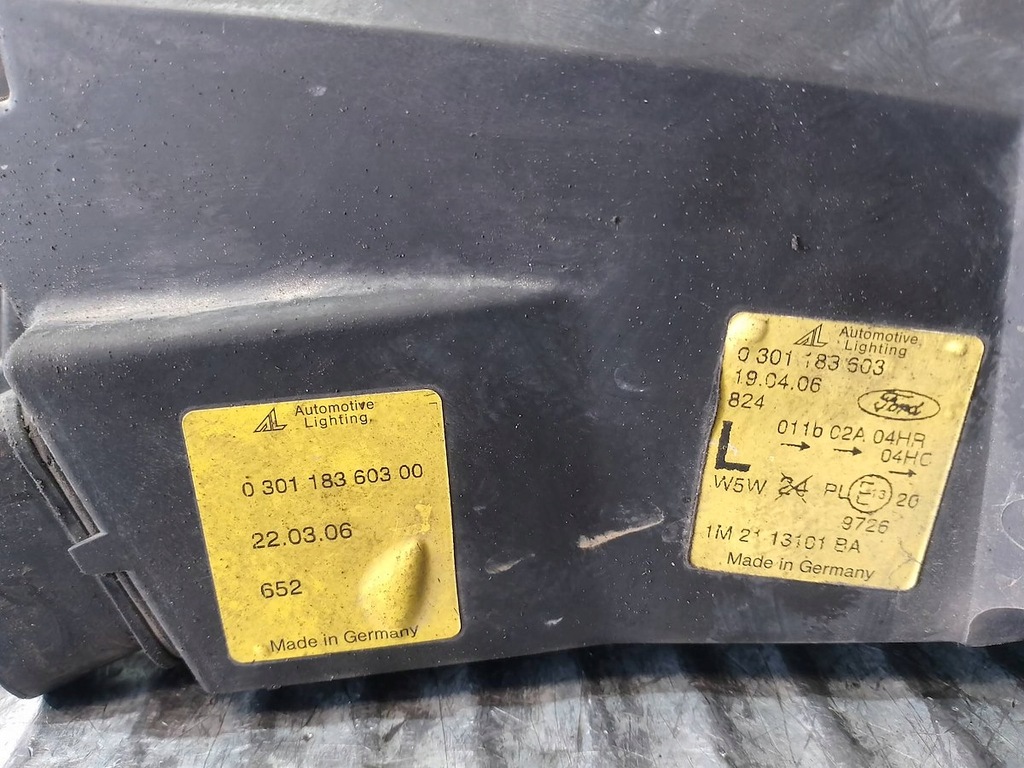 Automotive
Lighting
0 301 183 603 00
22.03.06
652
Made in Germany
Automotive
Lighting
0 301 183 603
19.04.06
824
Ford
011b 02A 04HR
04HC
L
W5W PL E13 20
9726
1M 21 13101 BA
Made in Germany